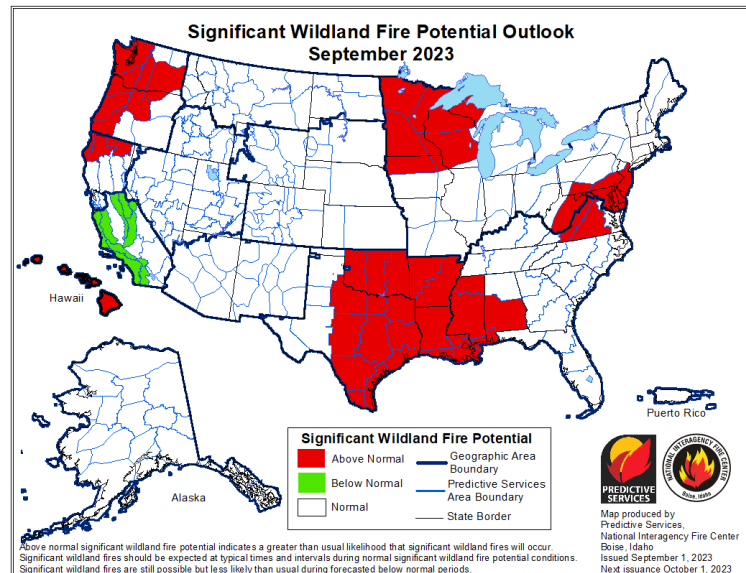 Significant Wildland Fire Potential Outlook
September 2023
Hawaii
Alaska
Puerto Rico
Significant Wildland Fire Potential
Above Normal
Below Normal
Normal
Geographic Area
Boundary
Predictive Services
Area Boundary
State Border
PREDICTIVE
SERVICES
NATIONAL INTERAGENCY FIRE CENTER
Boise, Idaho
Map produced by
Predictive Services,
National Interagency Fire Center
Boise, Idaho
Issued September 1, 2023
Next issuance October 1, 2023
Above normal significant wildland fire potential indicates a greater than usual likelihood that significant wildland fires will occur.
Significant wildland fires should be expected at typical times and intervals during normal significant wildland fire potential conditions.
Significant wildland fires are still possible but less likely than usual during forecasted below normal periods.